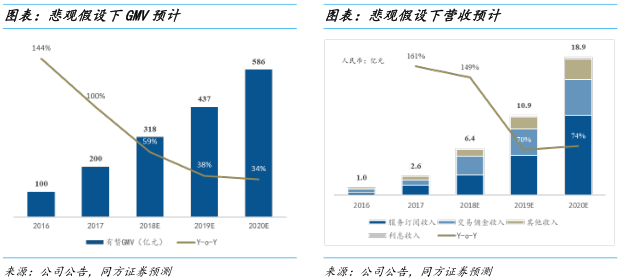 图表：悲观假设下 GMV 预计
144%
100%
59%
38%
34%
100
200
318
437
586
2016
2017
2018E
2019E
2020E
有赞GMV（亿元）
Y-o-Y
来源：公司公告，同方证券预测
图表：悲观假设下营收预计
人民币：亿元
161%
149%
70%
74%
1.0
2.6
6.4
10.9
18.9
2016
2017
2018E
2019E
2020E
服务订阅收入
交易佣金收入
其他收入
利息收入
Y-o-Y
来源：公司公告，同方证券预测